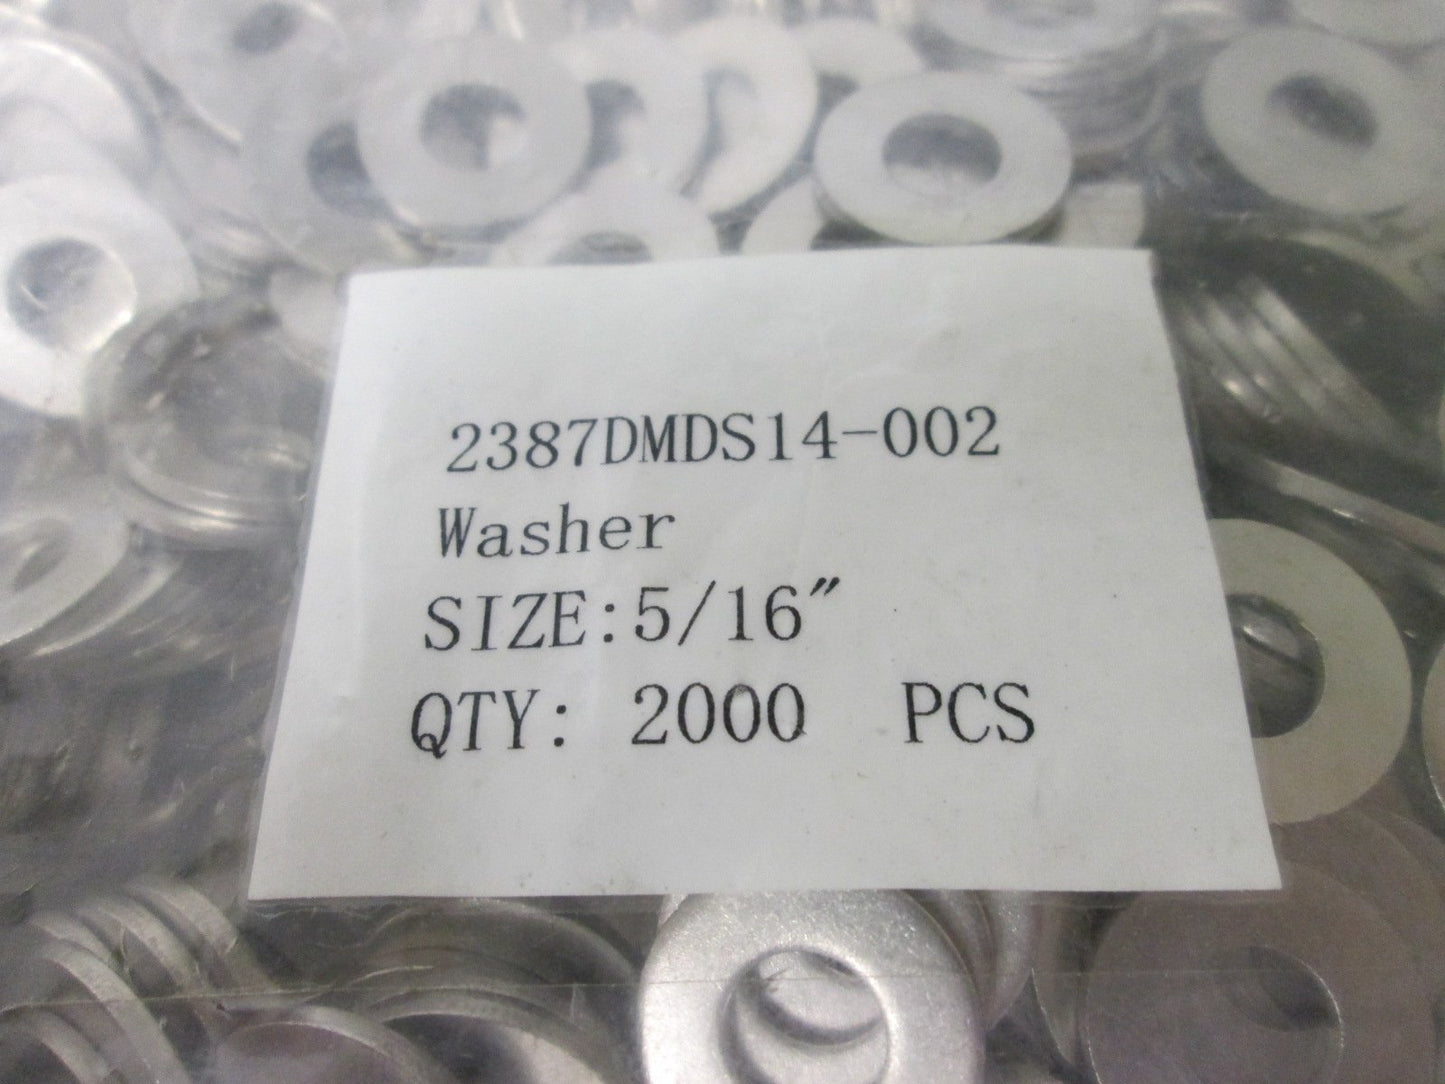 2387DMDS14-002
Washer
SIZE:5/16"
QTY: 2000 PCS